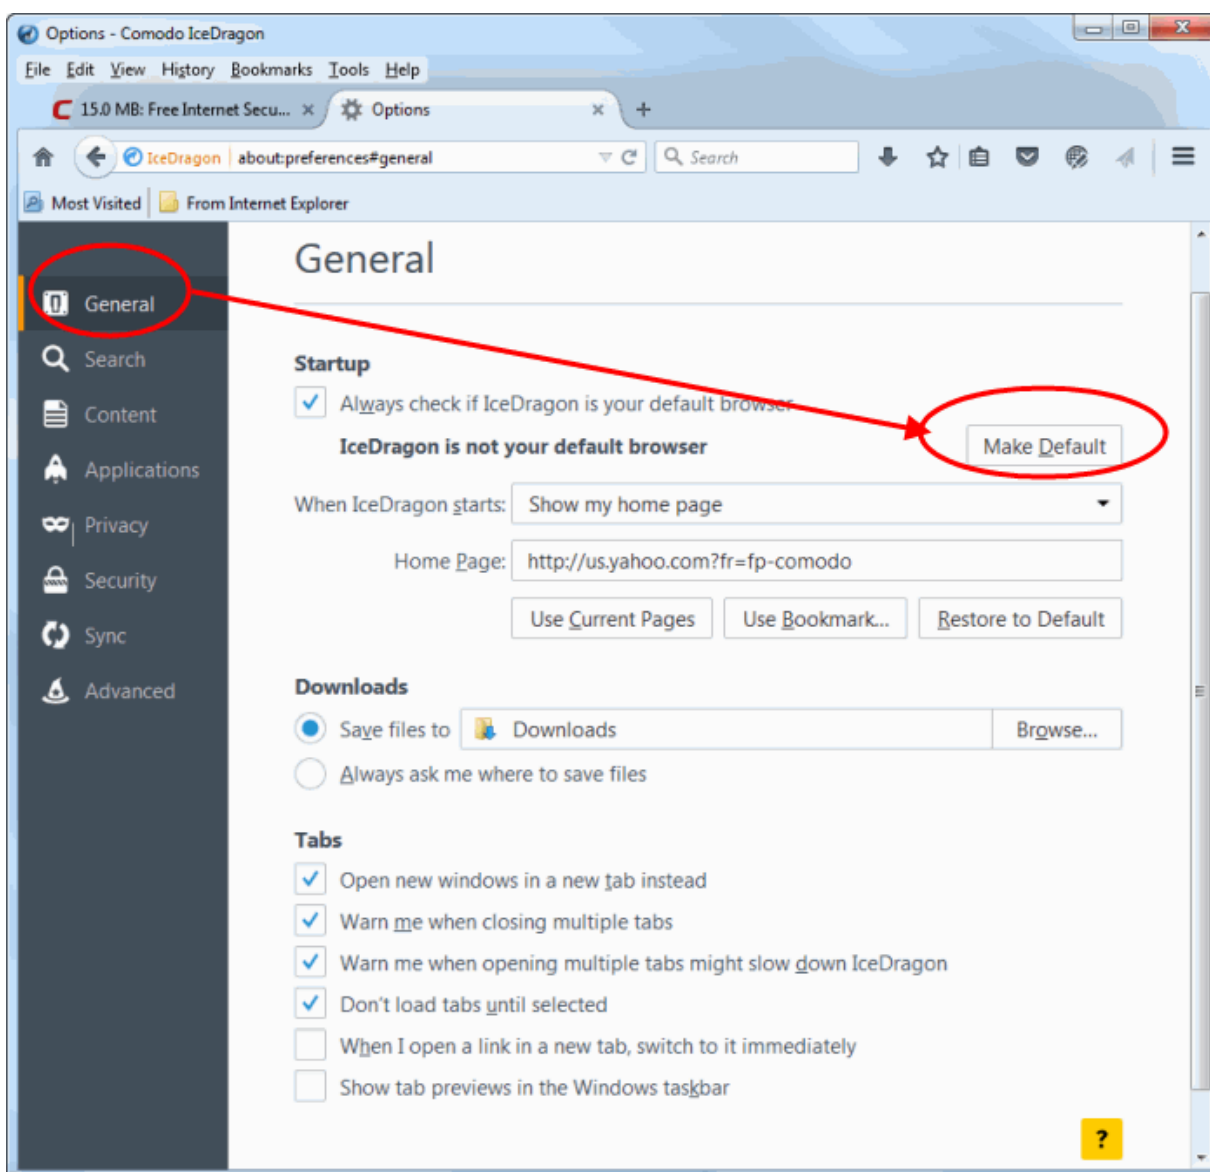 Options - Comodo IceDragon
File Edit View History Bookmarks Tools Help
15.0 MB: Free Internet Secu... × Options × +
IceDragon about:preferences#general Search
Most Visited From Internet Explorer
General
General
Search
Content
Applications
Privacy
Security
Sync
Advanced
Startup
Always check if IceDragon is your default browser
IceDragon is not your default browser Make Default
When IceDragon starts: Show my home page
Home Page: http://us.yahoo.com?fr=fp-comodo
Use Current Pages Use Bookmark... Restore to Default
Downloads
Save files to Downloads Browse...
Always ask me where to save files
Tabs
Open new windows in a new tab instead
Warn me when closing multiple tabs
Warn me when opening multiple tabs might slow down IceDragon
Don't load tabs until selected
When I open a link in a new tab, switch to it immediately
Show tab previews in the Windows taskbar
?